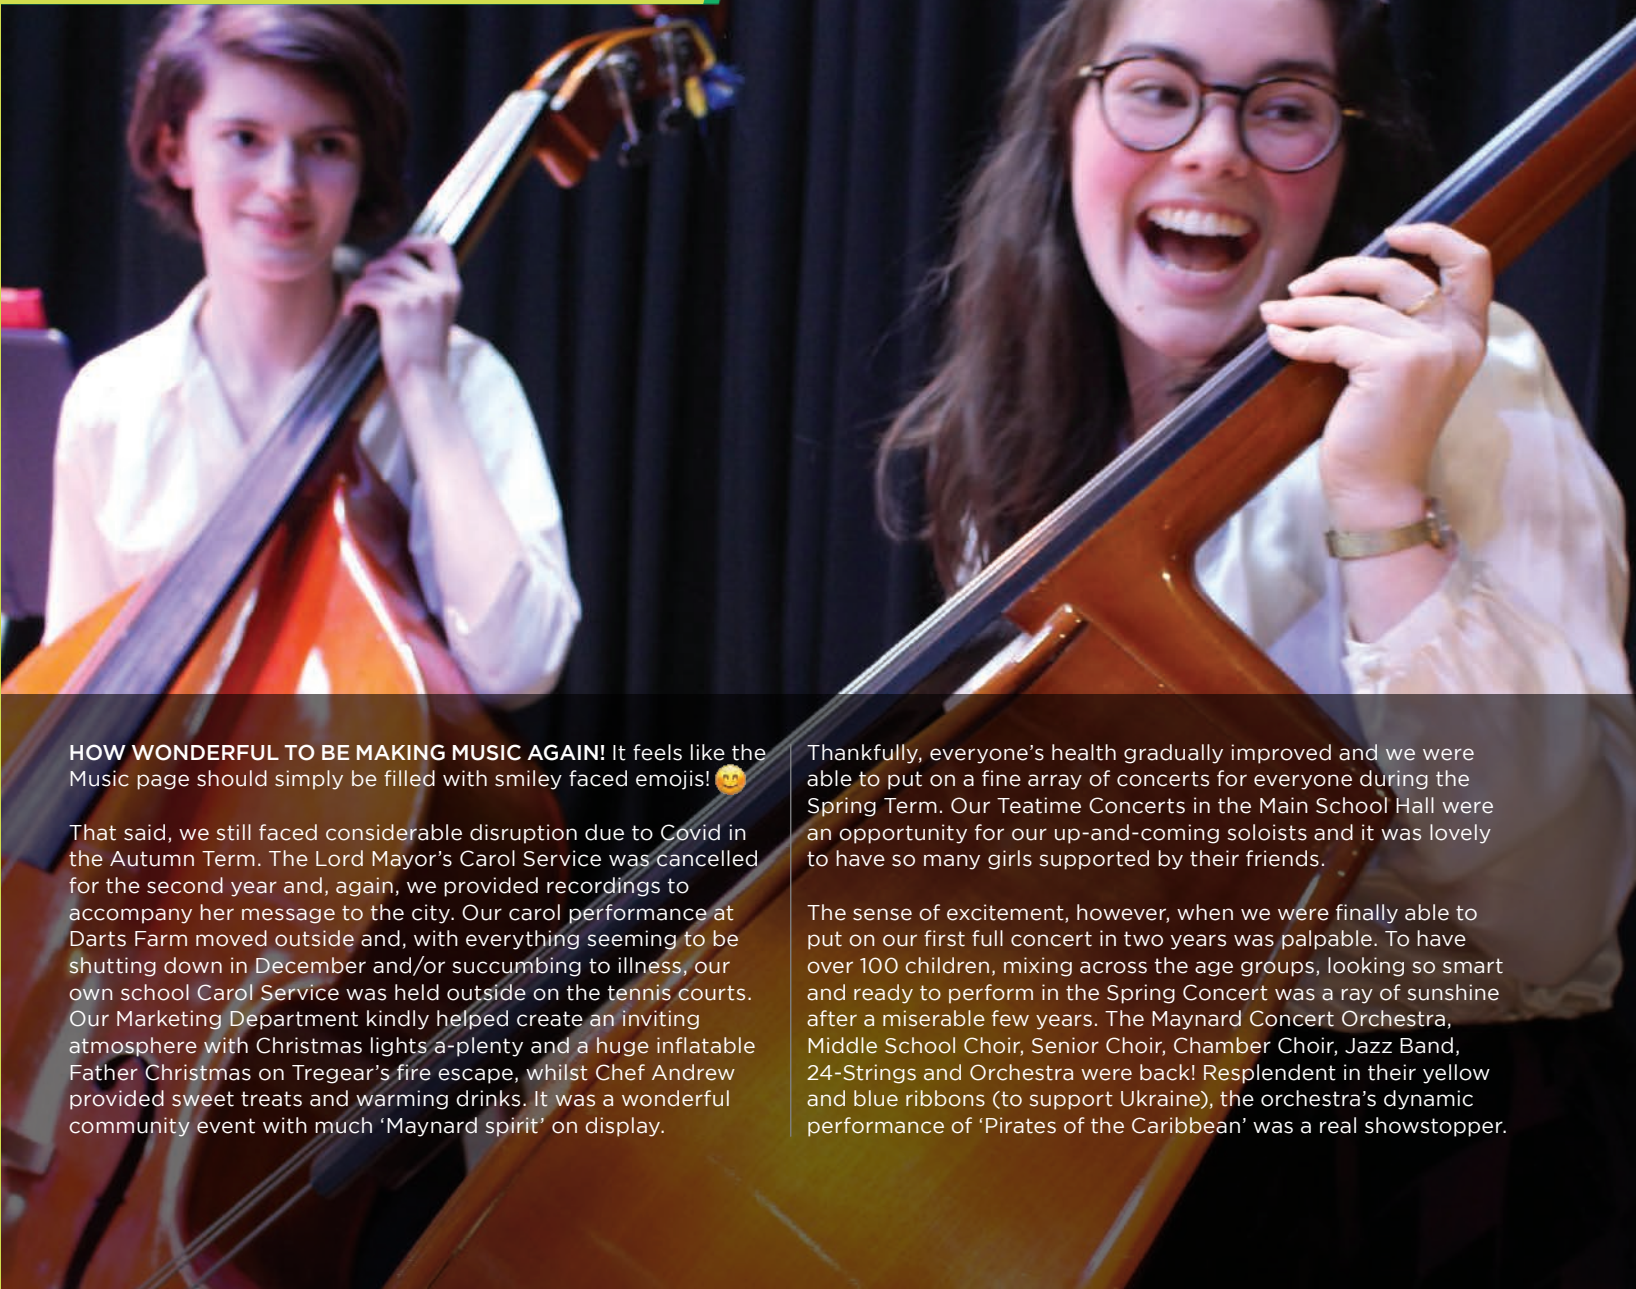 HOW WONDERFUL TO BE MAKING MUSIC AGAIN! It feels like the
Music page should simply be filled with smiley faced emojis! 😊
That said, we still faced considerable disruption due to Covid in
the Autumn Term. The Lord Mayor’s Carol Service was cancelled
for the second year and, again, we provided recordings to
accompany her message to the city. Our carol performance at
Darts Farm moved outside and, with everything seeming to be
shutting down in December and/or succumbing to illness, our
own school Carol Service was held outside on the tennis courts.
Our Marketing Department kindly helped create an inviting
atmosphere with Christmas lights a-plenty and a huge inflatable
Father Christmas on Tregear’s fire escape, whilst Chef Andrew
provided sweet treats and warming drinks. It was a wonderful
community event with much ‘Maynard spirit’ on display.
Thankfully, everyone’s health gradually improved and we were
able to put on a fine array of concerts for everyone during the
Spring Term. Our Teatime Concerts in the Main School Hall were
an opportunity for our up-and-coming soloists and it was lovely
to have so many girls supported by their friends.
The sense of excitement, however, when we were finally able to
put on our first full concert in two years was palpable. To have
over 100 children, mixing across the age groups, looking so smart
and ready to perform in the Spring Concert was a ray of sunshine
after a miserable few years. The Maynard Concert Orchestra,
Middle School Choir, Senior Choir, Chamber Choir, Jazz Band,
24-Strings and Orchestra were back! Resplendent in their yellow
and blue ribbons (to support Ukraine), the orchestra’s dynamic
performance of ‘Pirates of the Caribbean’ was a real showstopper.